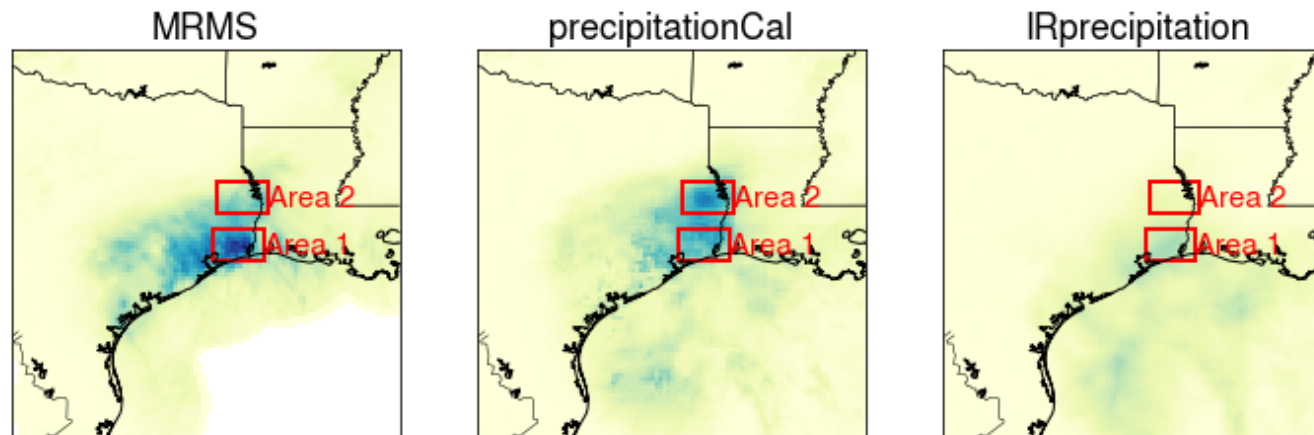 MRMS
precipitationCal
IRprecipitation
Area 2
Area 1
Area 2
Area 1
Area 2
Area 1